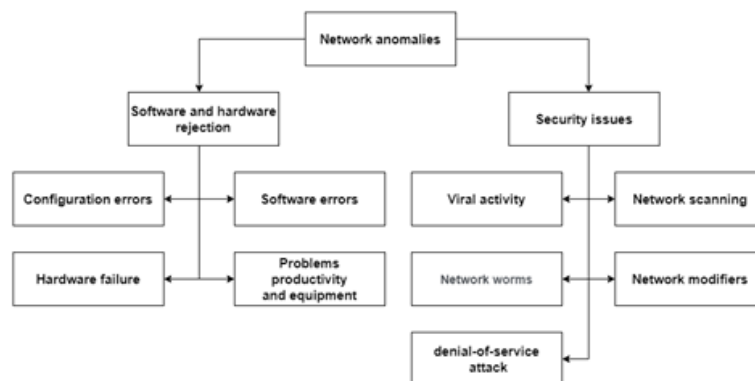 Network anomalies
Software and hardware
rejection
Security issues
Configuration errors
Software errors
Viral activity
Network scanning
Hardware failure
Problems
productivity
and equipment
Network worms
Network modifiers
denial-of-service
attack